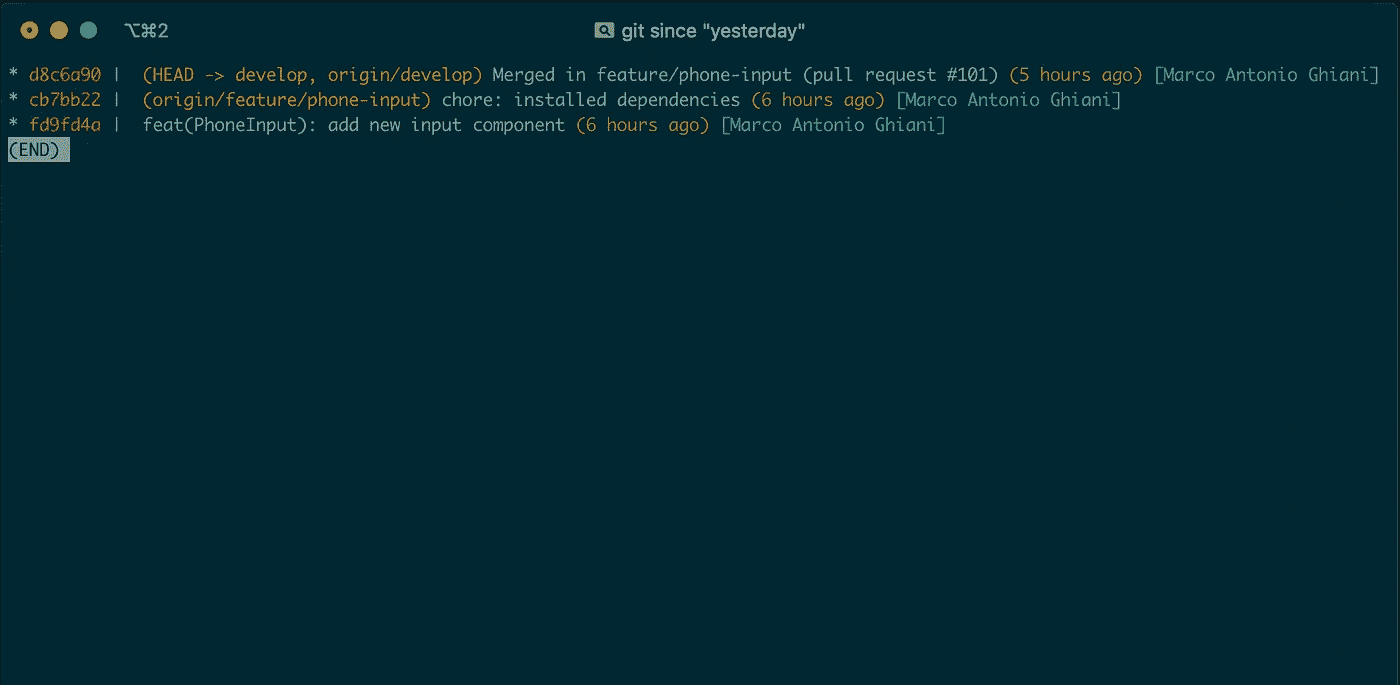 ⌥⌘2
git since "yesterday"
* d8c6a90 | (HEAD -> develop, origin/develop) Merged in feature/phone-input (pull request #101) (5 hours ago) [Marco Antonio Ghiani]
* cb7bb22 | (origin/feature/phone-input) chore: installed dependencies (6 hours ago) [Marco Antonio Ghiani]
* fd9fd4a | feat(PhoneInput): add new input component (6 hours ago) [Marco Antonio Ghiani]
(END)